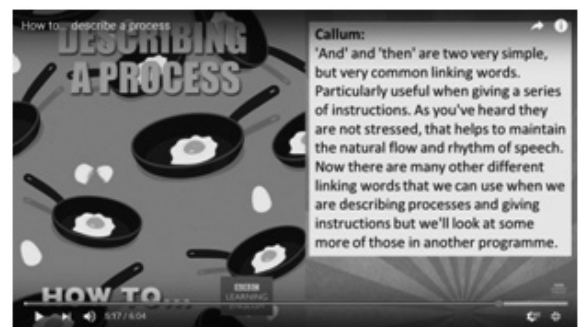 How to... describe a process
DESCRIBING
A PROCESS
Callum:
'And' and 'then' are two very simple,
but very common linking words.
Particularly useful when giving a series
of instructions. As you've heard they
are not stressed, that helps to maintain
the natural flow and rhythm of speech.
Now there are many other different
linking words that we can use when we
are describing processes and giving
instructions but we'll look at some
more of those in another programme.
HOW TO...
BBC
LEARNING
ENGLISH
5:17 / 6:04